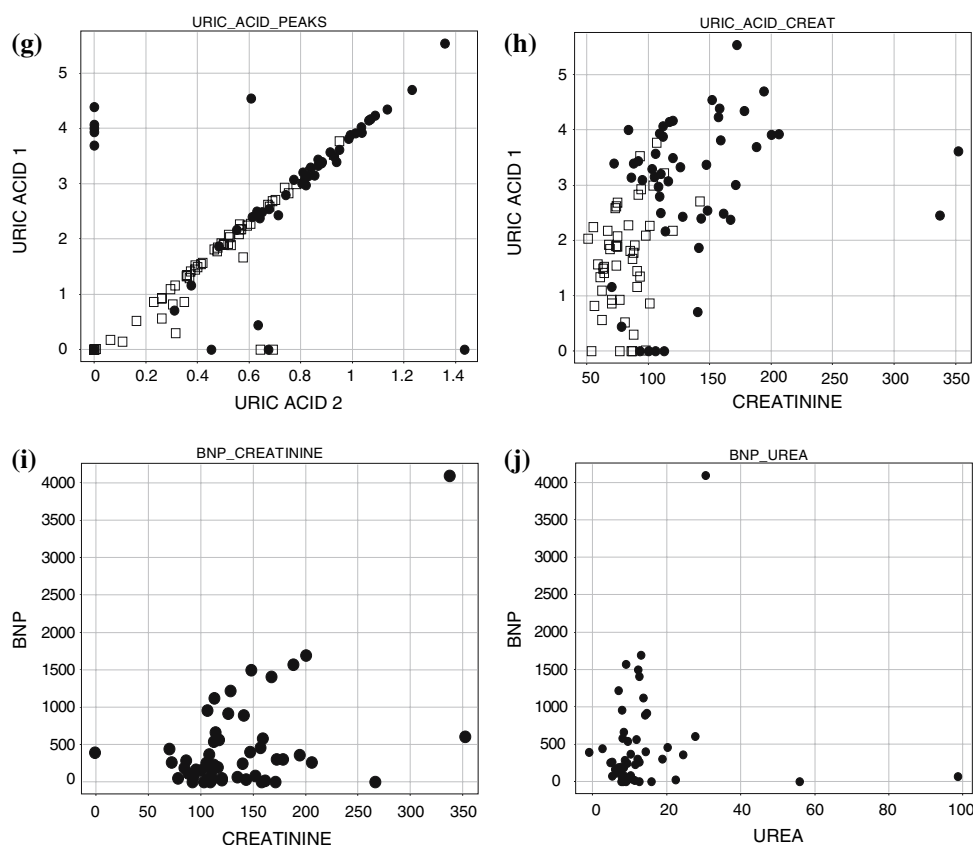 (g)
URIC_ACID_PEAKS
URIC ACID 1
5
4
3
2
1
0
0 0.2 0.4 0.6 0.8 1 1.2 1.4
URIC ACID 2
(h)
URIC_ACID_CREAT
URIC ACID 1
5
4
3
2
1
0
50 100 150 200 250 300 350
CREATININE
(i)
BNP_CREATININE
BNP
4000
3500
3000
2500
2000
1500
1000
500
0
0 50 100 150 200 250 300 350
CREATININE
(j)
BNP_UREA
BNP
4000
3500
3000
2500
2000
1500
1000
500
0
0 20 40 60 80 100
UREA